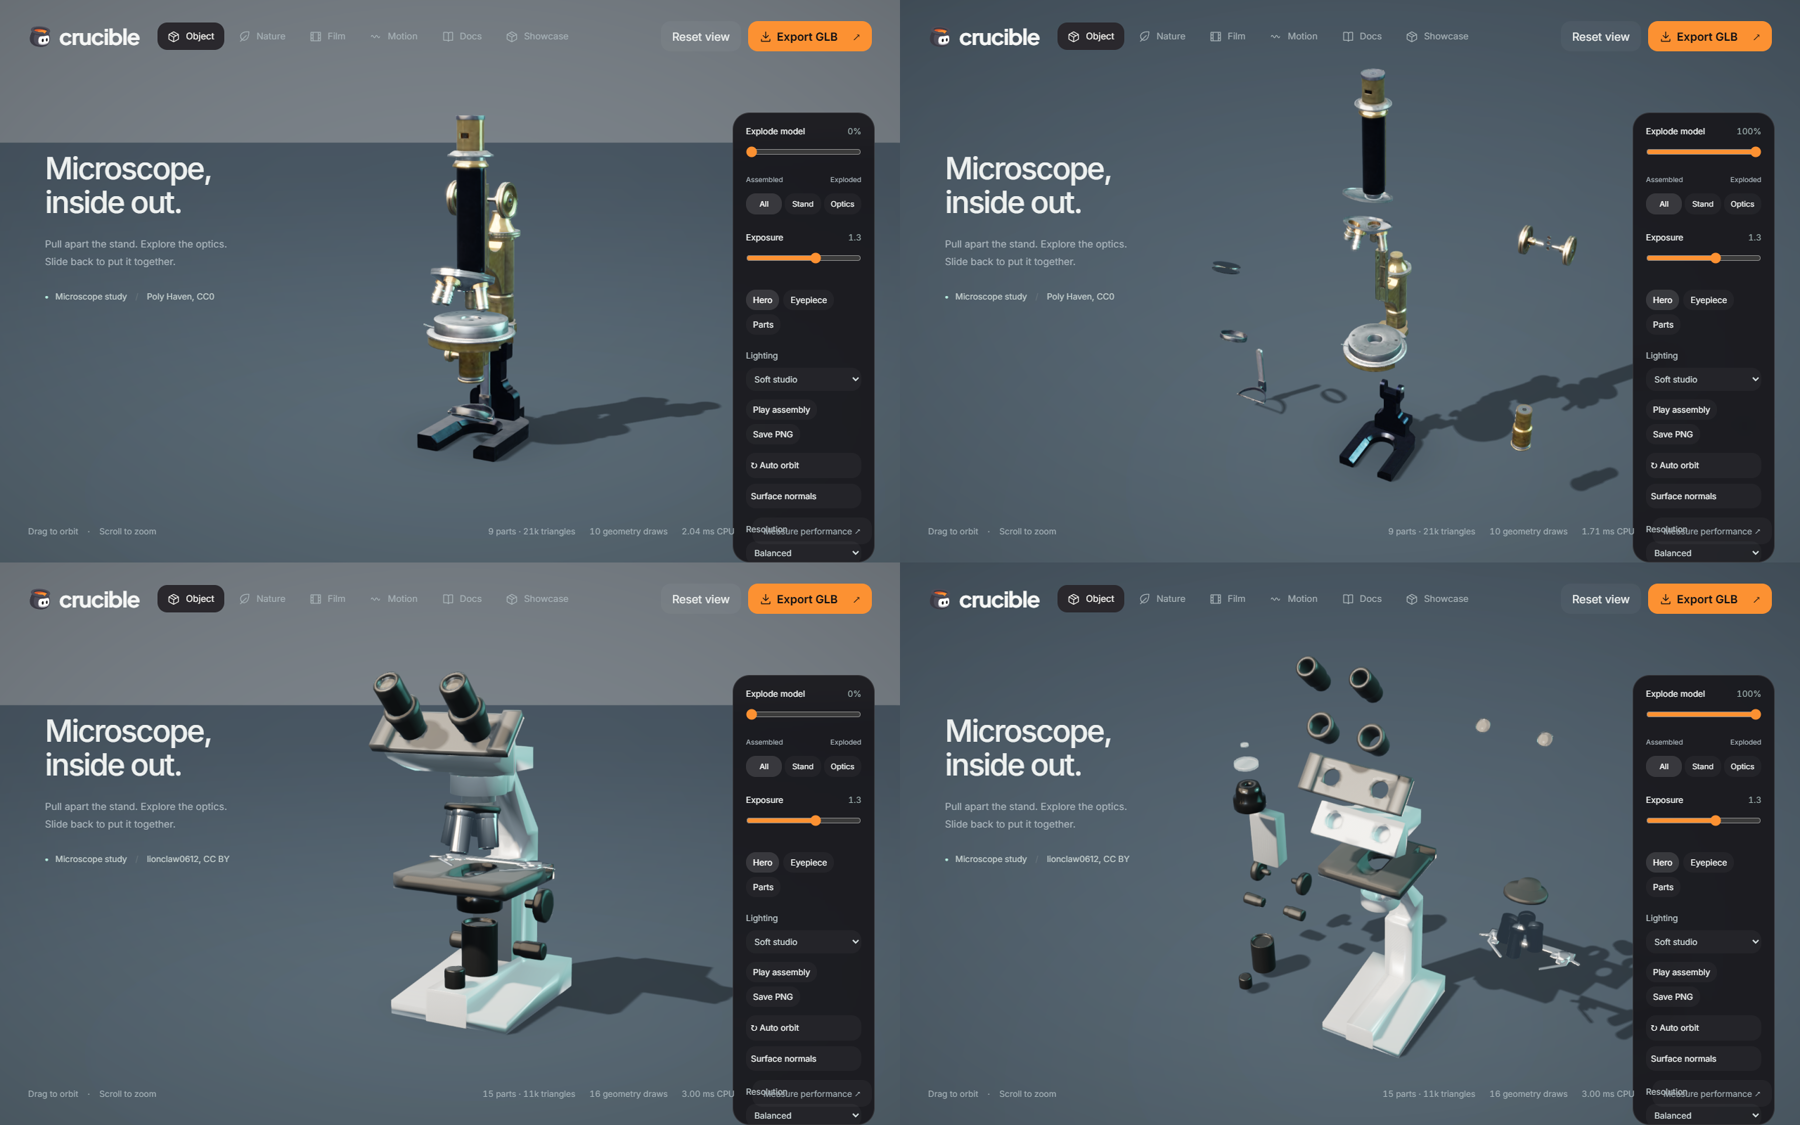 crucible Object Nature Film Motion Docs Showcase Reset view Export GLB ↗
Microscope,
inside out.
Pull apart the stand. Explore the optics.
Slide back to put it together.
• Microscope study / Poly Haven, CC0
Explode model 0%
Assembled Exploded
All Stand Optics
Exposure 1.3
Hero Eyepiece
Parts
Lighting
Soft studio
Play assembly
Save PNG
↻ Auto orbit
Surface normals
Resolution
Balanced
Drag to orbit · Scroll to zoom
9 parts · 21k triangles 10 geometry draws 2.04 ms CPU Measure performance ↗
crucible Object Nature Film Motion Docs Showcase Reset view Export GLB ↗
Microscope,
inside out.
Pull apart the stand. Explore the optics.
Slide back to put it together.
• Microscope study / Poly Haven, CC0
Explode model 100%
Assembled Exploded
All Stand Optics
Exposure 1.3
Hero Eyepiece
Parts
Lighting
Soft studio
Play assembly
Save PNG
↻ Auto orbit
Surface normals
Resolution
Balanced
Drag to orbit · Scroll to zoom
9 parts · 21k triangles 10 geometry draws 1.71 ms CPU Measure performance ↗
crucible Object Nature Film Motion Docs Showcase Reset view Export GLB ↗
Microscope,
inside out.
Pull apart the stand. Explore the optics.
Slide back to put it together.
• Microscope study / lionclaw0612, CC BY
Explode model 0%
Assembled Exploded
All Stand Optics
Exposure 1.3
Hero Eyepiece
Parts
Lighting
Soft studio
Play assembly
Save PNG
↻ Auto orbit
Surface normals
Resolution
Balanced
Drag to orbit · Scroll to zoom
15 parts · 11k triangles 16 geometry draws 3.00 ms CPU Measure performance ↗
crucible Object Nature Film Motion Docs Showcase Reset view Export GLB ↗
Microscope,
inside out.
Pull apart the stand. Explore the optics.
Slide back to put it together.
• Microscope study / lionclaw0612, CC BY
Explode model 100%
Assembled Exploded
All Stand Optics
Exposure 1.3
Hero Eyepiece
Parts
Lighting
Soft studio
Play assembly
Save PNG
↻ Auto orbit
Surface normals
Resolution
Balanced
Drag to orbit · Scroll to zoom
15 parts · 11k triangles 16 geometry draws 3.00 ms CPU Measure performance ↗